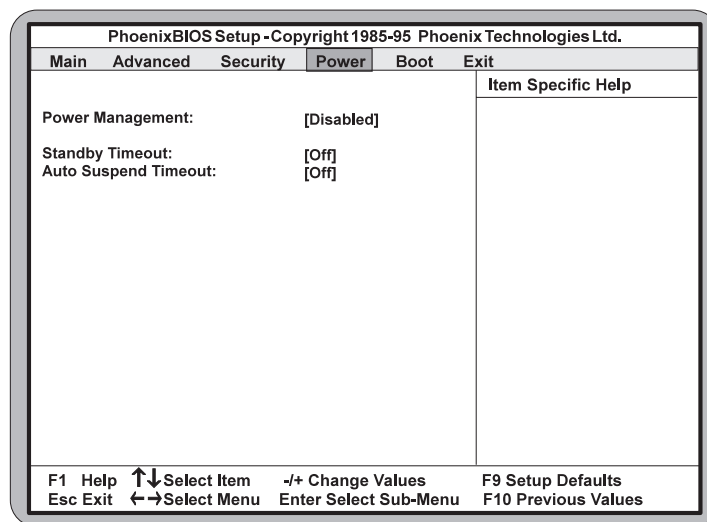 PhoenixBIOS Setup - Copyright 1985-95 Phoenix Technologies Ltd.
Main Advanced Security Power Boot Exit
Item Specific Help
Power Management: [Disabled]
Standby Timeout: [Off]
Auto Suspend Timeout: [Off]
F1 Help ↑↓ Select Item -/+ Change Values F9 Setup Defaults
Esc Exit ←→ Select Menu Enter Select Sub-Menu F10 Previous Values